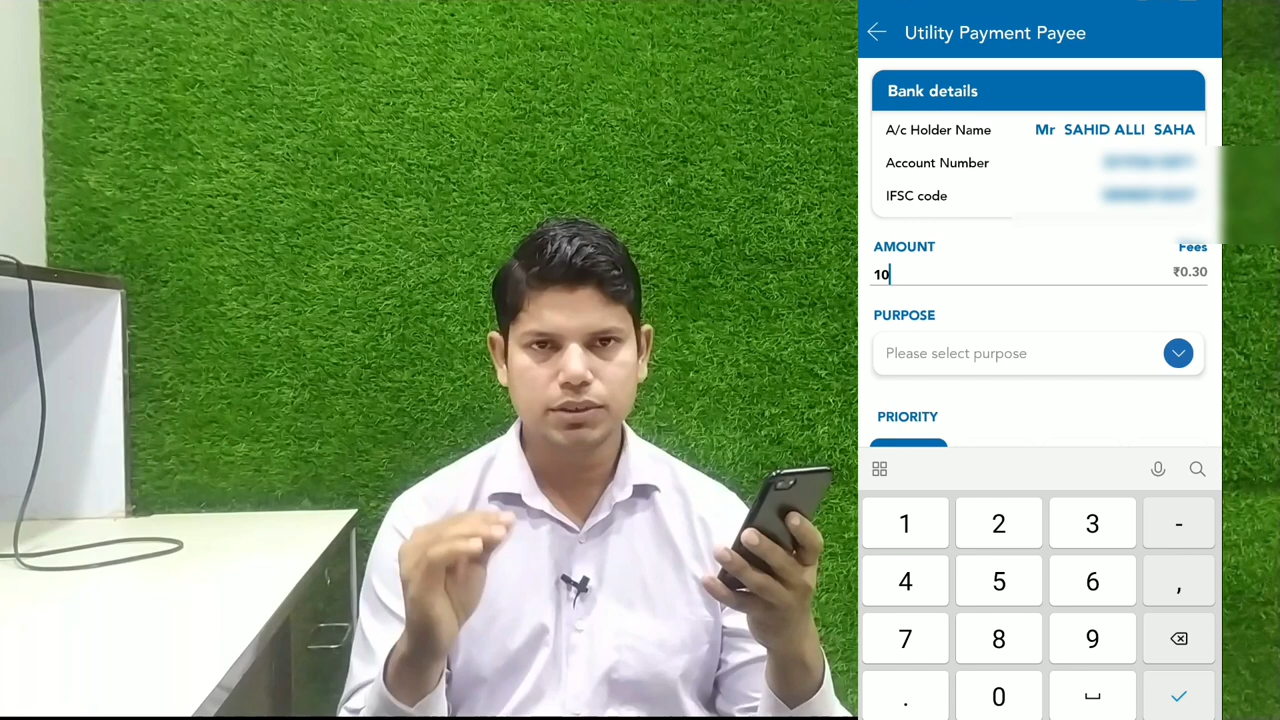 Utility Payment Payee
Bank details
A/c Holder Name Mr SAHID ALLI SAHA
Account Number
IFSC code
AMOUNT Fees
10 ₹0.30
PURPOSE
Please select purpose
PRIORITY
1 2 3 -
4 5 6 ,
7 8 9
. 0